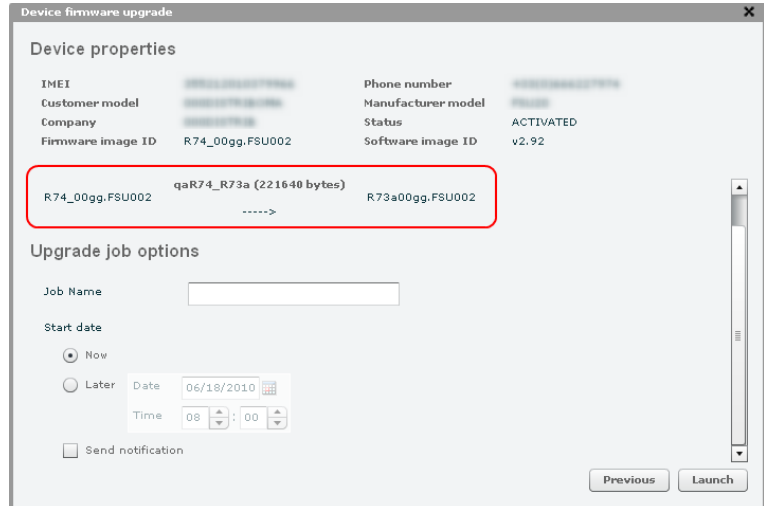 Device firmware upgrade
Device properties
IMEI Phone number
Customer model Manufacturer model
Company Status ACTIVATED
Firmware image ID R74_00gg.FSU002 Software image ID v2.92
qaR74_R73a (221640 bytes)
R74_00gg.FSU002 R73a00gg.FSU002
----->
Upgrade job options
Job Name
Start date
Now
Later Date 06/18/2010
Time 08 : 00
Send notification
Previous Launch